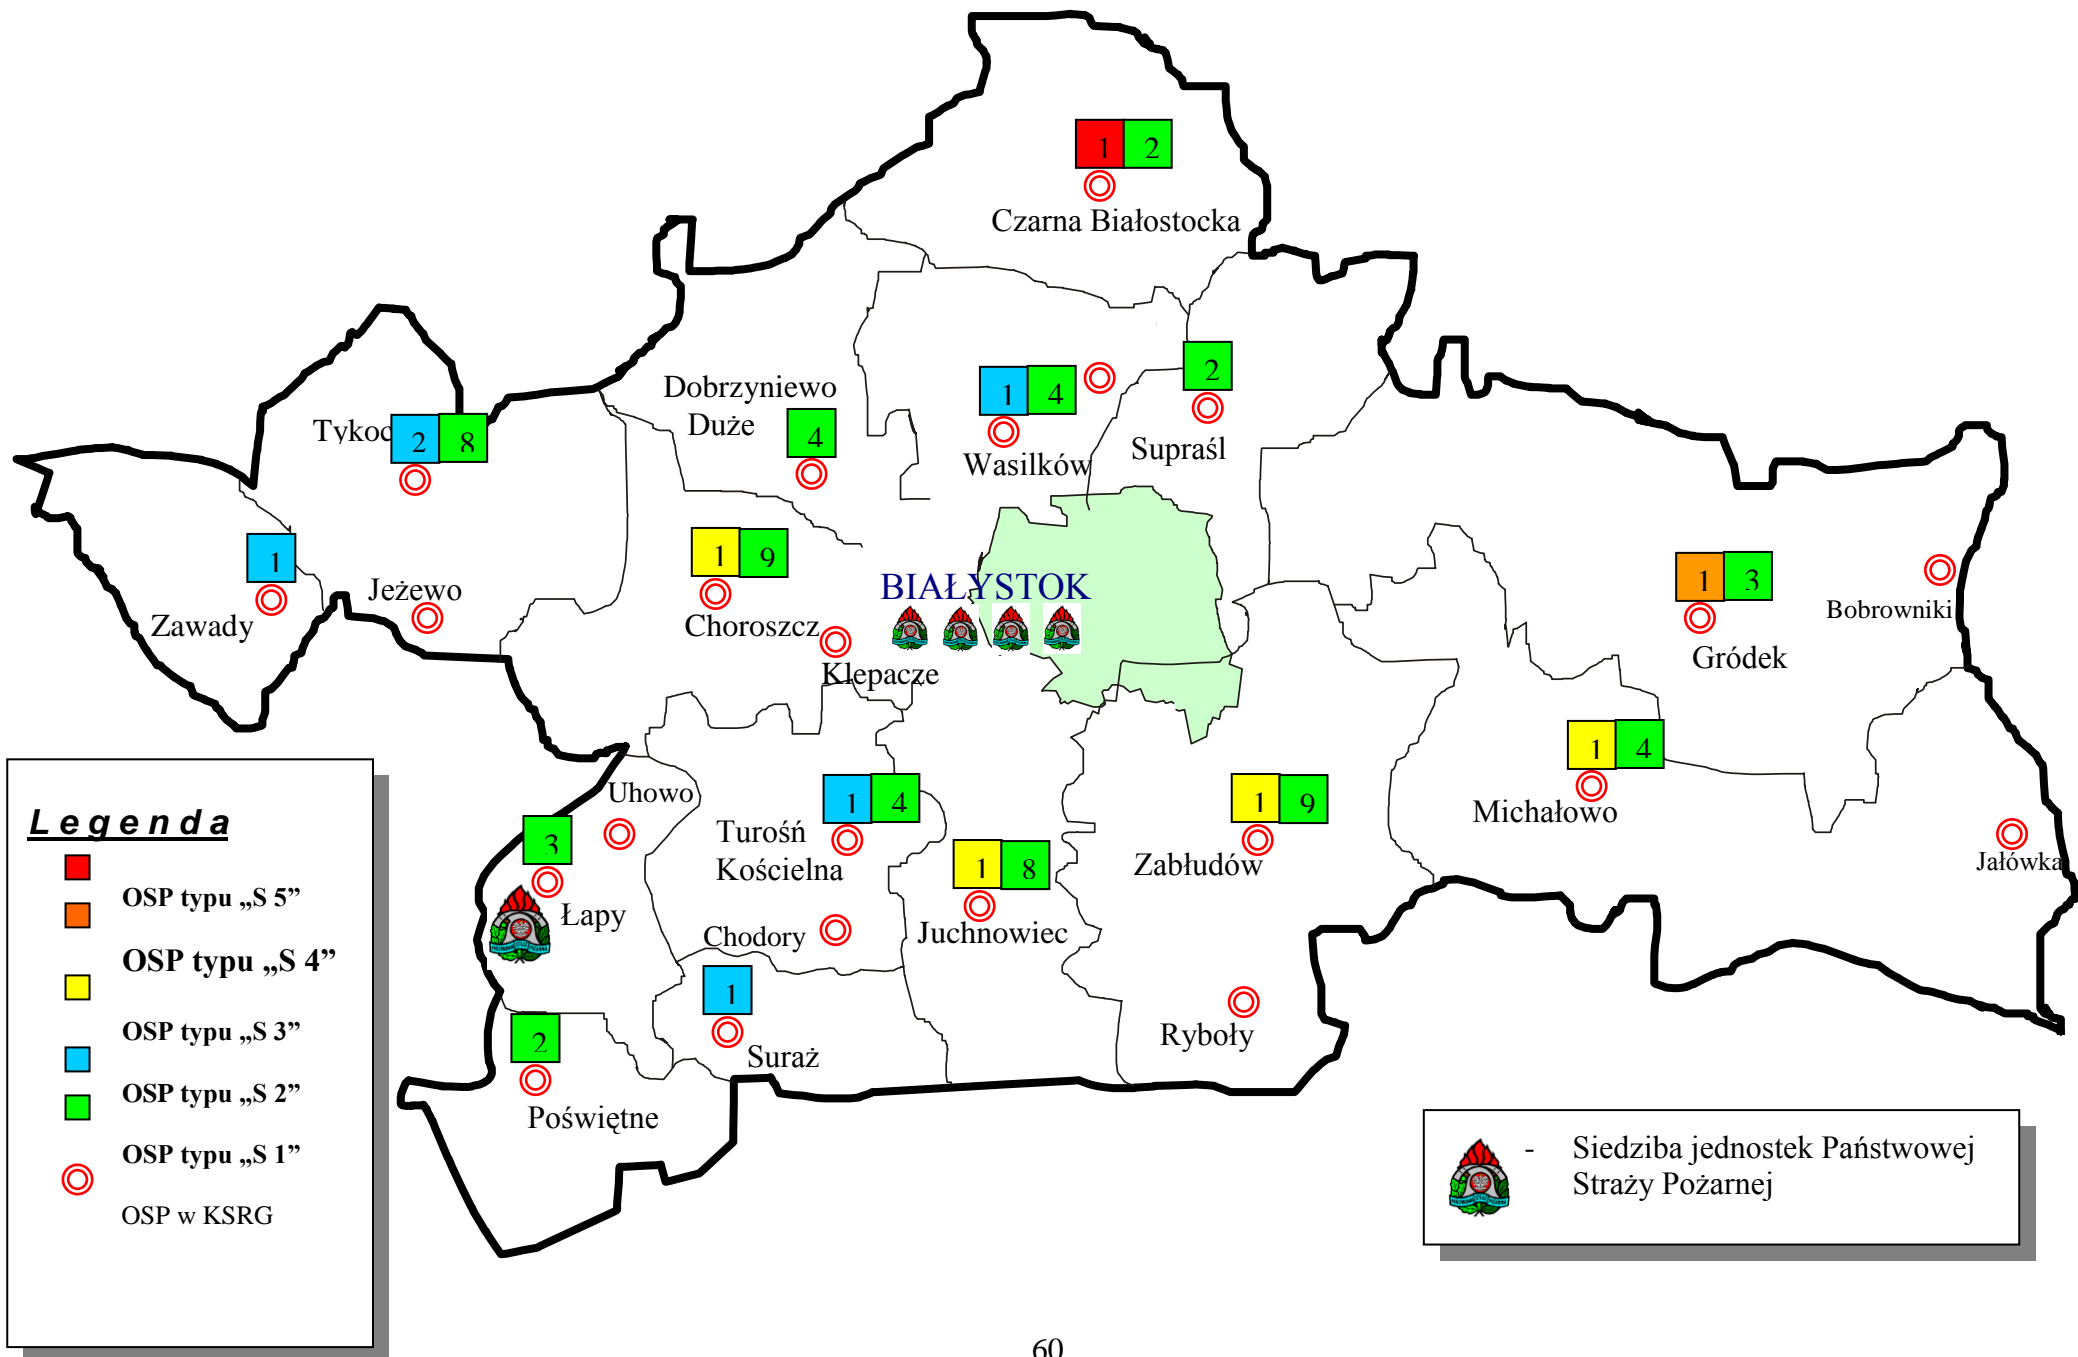 1 2
Czarna Białostocka
Dobrzyniewo
Duże
4
1 4
Wasilków
2
Supraśl
Tykoc
2 8
1
Zawady
Jeżewo
1 9
Choroszcz
Klepacze
BIAŁYSTOK
1 3
Gródek
Bobrowniki
1 4
Michałowo
Jałówka
Uhowo
3
Łapy
Turośń
Kościelna
1 4
Chodory
1 8
Juchnowiec
1 9
Zabłudów
Ryboły
1
Suraż
2
Poświętne
Legenda
OSP typu „S 5”
OSP typu „S 4”
OSP typu „S 3”
OSP typu „S 2”
OSP typu „S 1”
OSP w KSRG
- Siedziba jednostek Państwowej
Straży Pożarnej
60